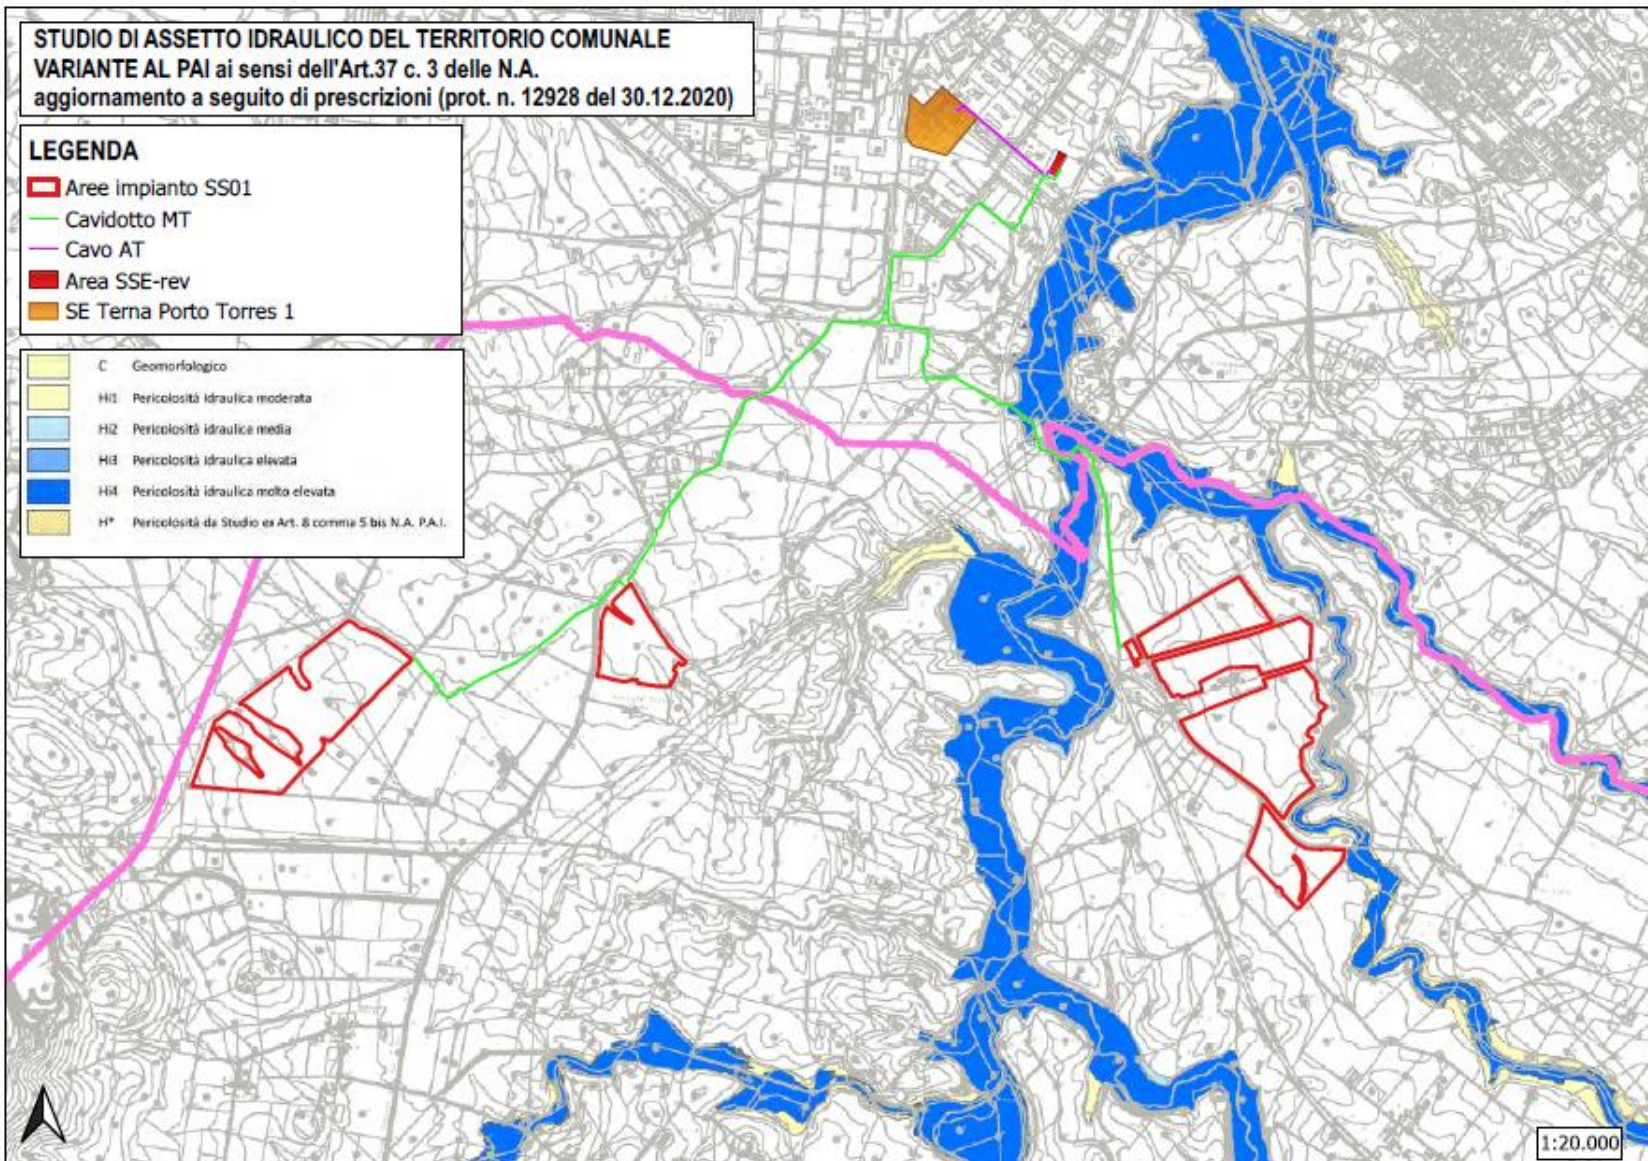 STUDIO DI ASSETTO IDRAULICO DEL TERRITORIO COMUNALE
VARIANTE AL PAI ai sensi dell'Art.37 c. 3 delle N.A.
aggiornamento a seguito di prescrizioni (prot. n. 12928 del 30.12.2020)
LEGENDA
Aree impianto SS01
Cavidotto MT
Cavo AT
Area SSE-rev
SE Terna Porto Torres 1
C Geomorfologico
Hi1 Pericolosità idraulica moderata
Hi2 Pericolosità idraulica media
Hi3 Pericolosità idraulica elevata
Hi4 Pericolosità idraulica molto elevata
H* Pericolosità da Studio ex Art. 8 comma 5 bis N.A. P.A.I.
1:20.000